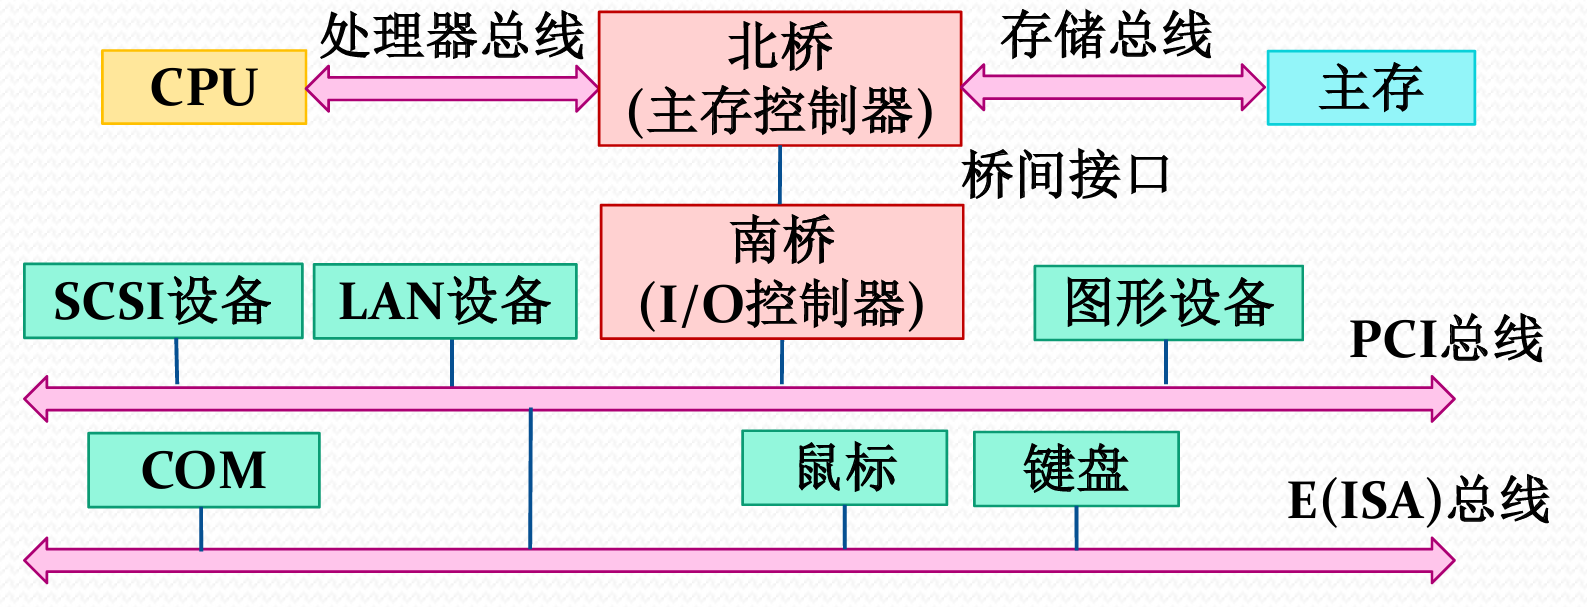 处理器总线
北桥
存储总线
CPU
(主存控制器)
主存
桥间接口
南桥
SCSI设备
LAN设备
(I/O控制器)
图形设备
PCI总线
COM
鼠标
键盘
E(ISA)总线